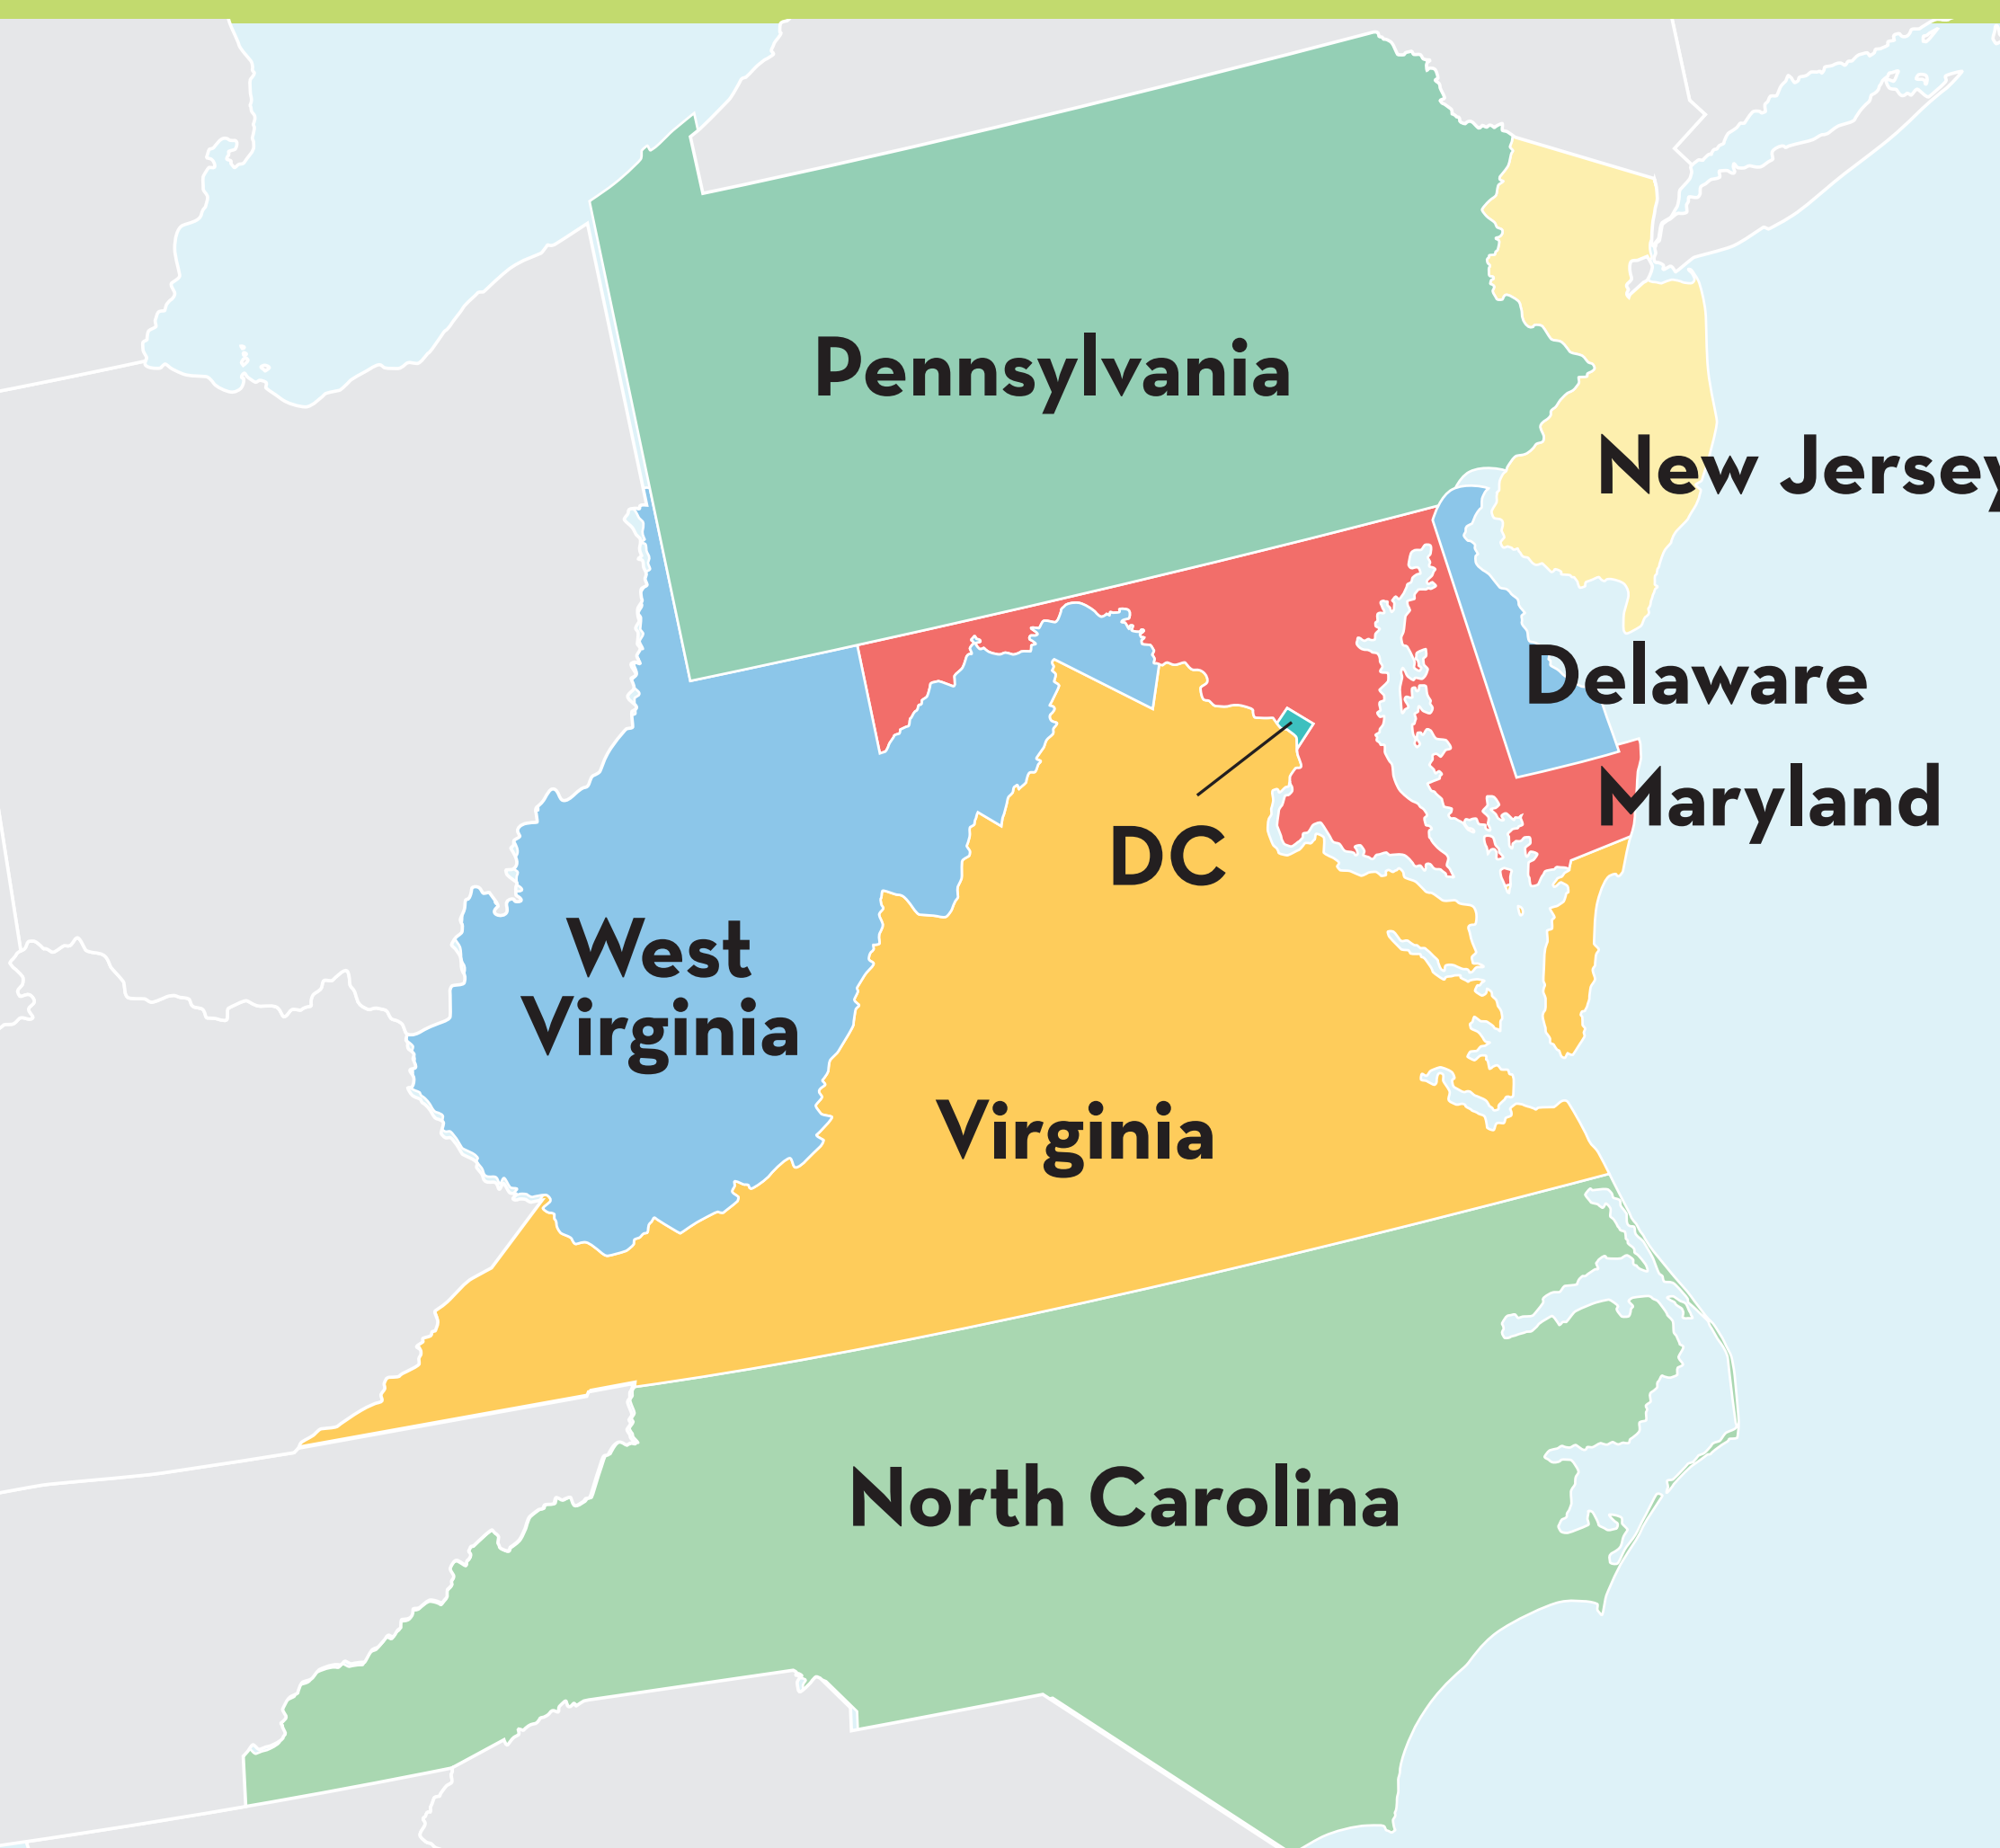 Pennsylvania
New Jersey
Delaware
Maryland
DC
West
Virginia
Virginia
North Carolina